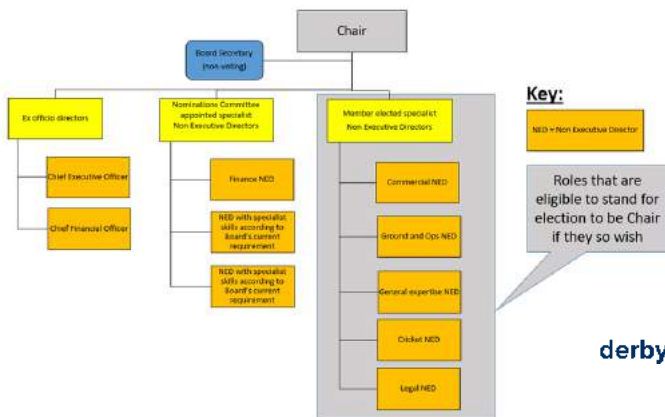 Chair
Board Secretary
(non-voting)
Ex officio directors
Nominations Committee
appointed specialist
Non Executive Directors
Member elected specialist
Non Executive Directors
Key:
NED = Non Executive Director
Chief Executive Officer
Chief Financial Officer
Finance NED
NED with specialist
skills according to
Board's current
requirement
NED with specialist
skills according to
Board's current
requirement
Commercial NED
Ground and Ops NED
General expertise NED
Cricket NED
Legal NED
Roles that are
eligible to stand for
election to be Chair
if they so wish
derby